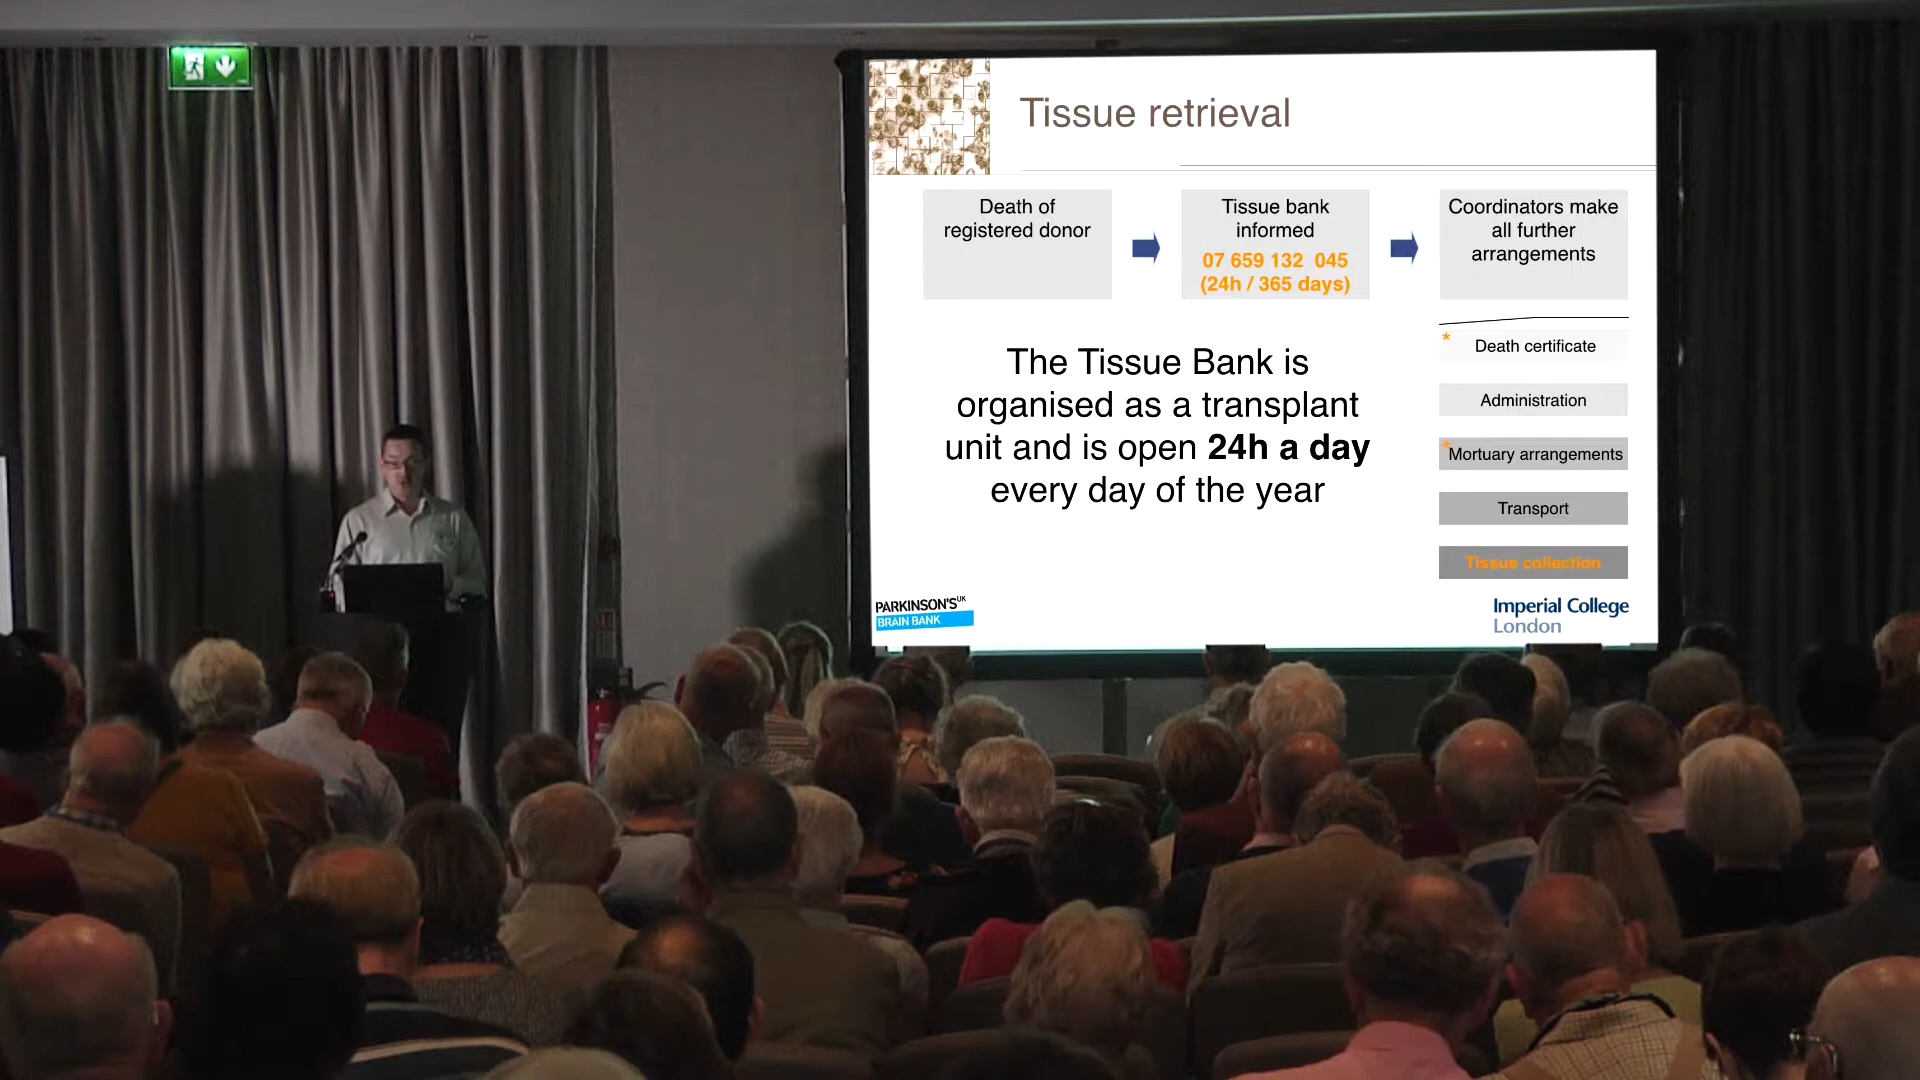 Tissue retrieval
Death of
registered donor
Tissue bank
informed
07 659 132 045
(24h / 365 days)
Coordinators make
all further
arrangements
The Tissue Bank is
organised as a transplant
unit and is open 24h a day
every day of the year
* Death certificate
Administration
* Mortuary arrangements
Transport
Tissue collection
PARKINSON'S UK
BRAIN BANK
Imperial College
London